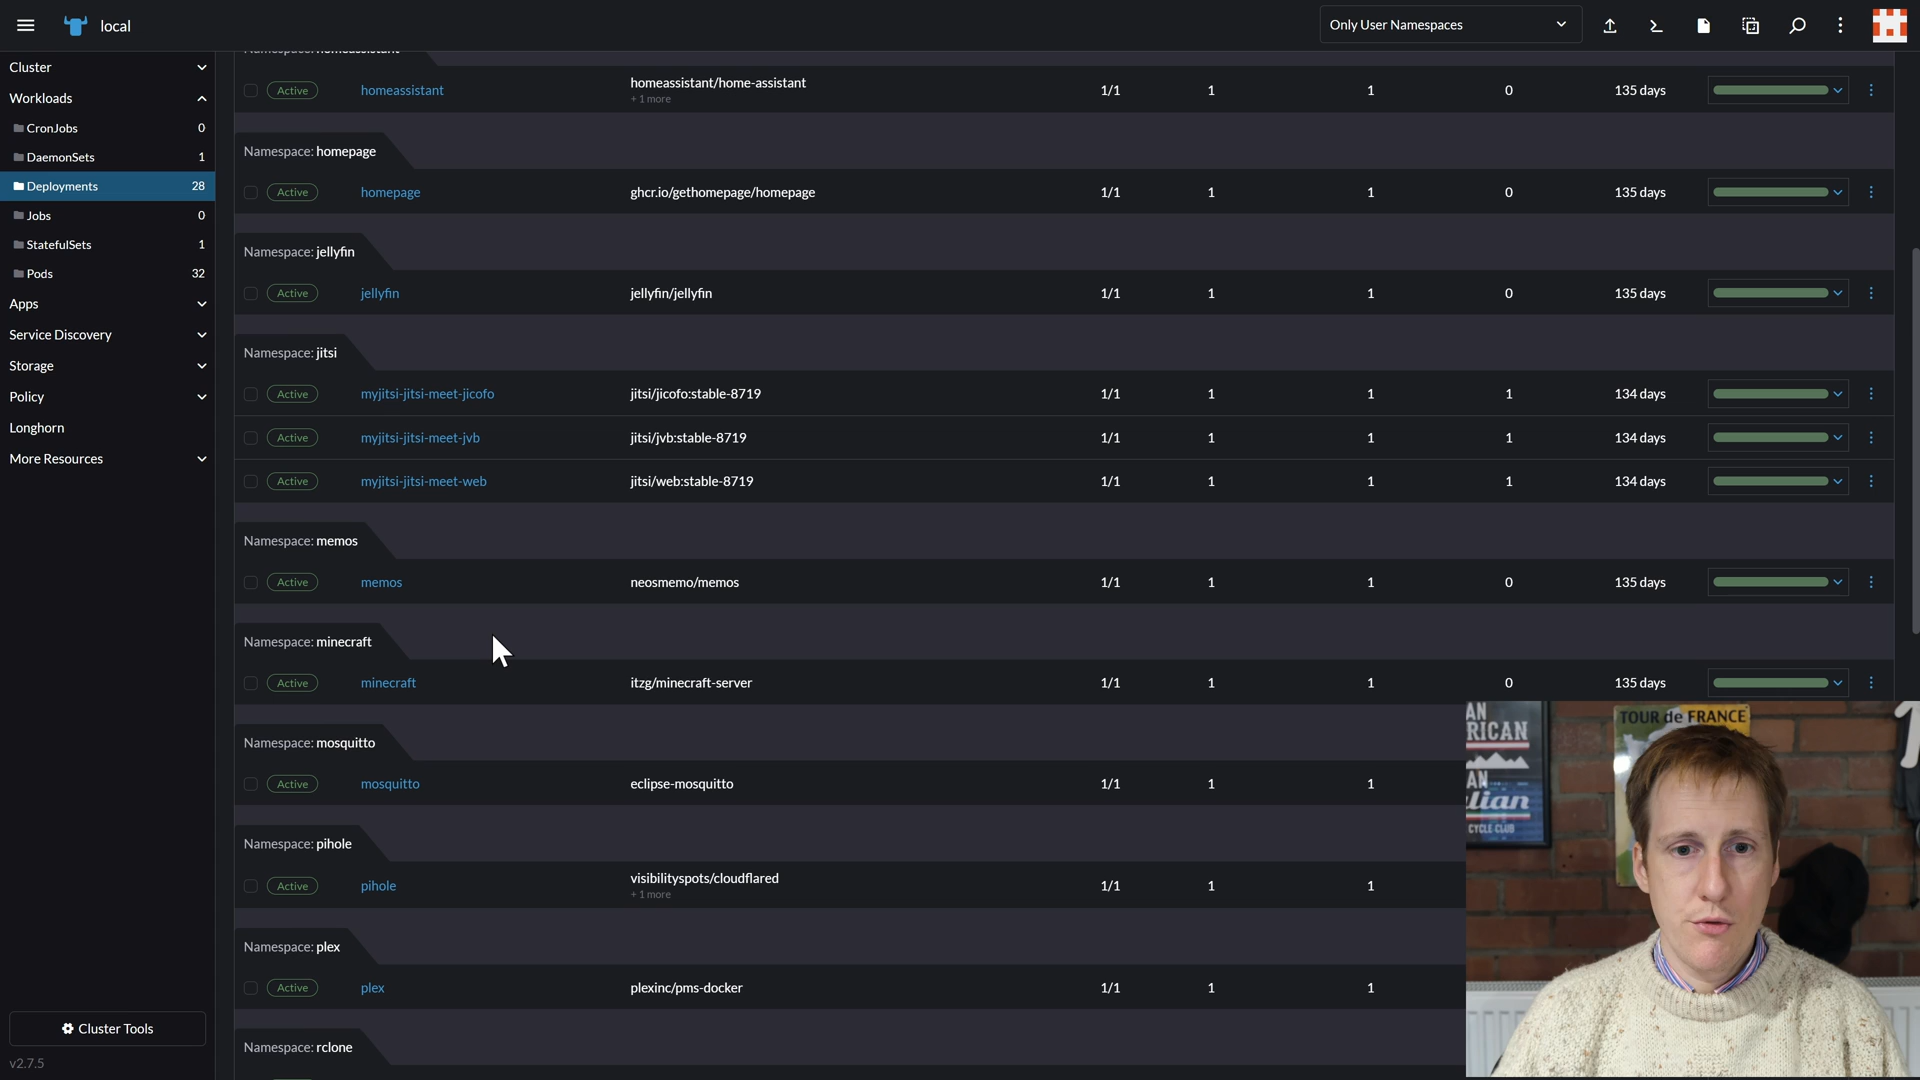 local
Only User Namespaces
Cluster
Workloads
CronJobs 0
DaemonSets 1
Deployments 28
Jobs 0
StatefulSets 1
Pods 32
Apps
Service Discovery
Storage
Policy
Longhorn
More Resources
Cluster Tools
v2.7.5
Namespace: homeassistant
Active homeassistant homeassistant/home-assistant 1/1 1 1 0 135 days
+ 1 more
Namespace: homepage
Active homepage ghcr.io/gethomepage/homepage 1/1 1 1 0 135 days
Namespace: jellyfin
Active jellyfin jellyfin/jellyfin 1/1 1 1 0 135 days
Namespace: jitsi
Active myjitsi-jitsi-meet-jicofo jitsi/jicofo:stable-8719 1/1 1 1 1 134 days
Active myjitsi-jitsi-meet-jvb jitsi/jvb:stable-8719 1/1 1 1 1 134 days
Active myjitsi-jitsi-meet-web jitsi/web:stable-8719 1/1 1 1 1 134 days
Namespace: memos
Active memos neosmemo/memos 1/1 1 1 0 135 days
Namespace: minecraft
Active minecraft itzg/minecraft-server 1/1 1 1 0 135 days
Namespace: mosquitto
Active mosquitto eclipse-mosquitto 1/1 1 1
Namespace: pihole
Active pihole visibilityspots/cloudflared 1/1 1 1
+ 1 more
Namespace: plex
Active plex plexinc/pms-docker 1/1 1 1
Namespace: rclone
AN
RICAN
AN
lian
CYCLE CLUB
TOUR de FRANCE